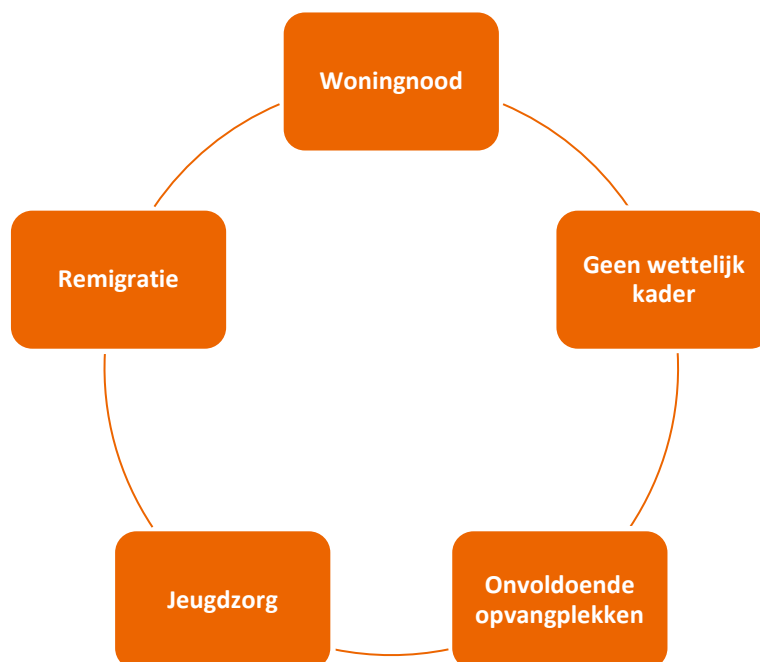 Woningnood
Geen wettelijk
kader
Onvoldoende
opvangplekken
Jeugdzorg
Remigratie